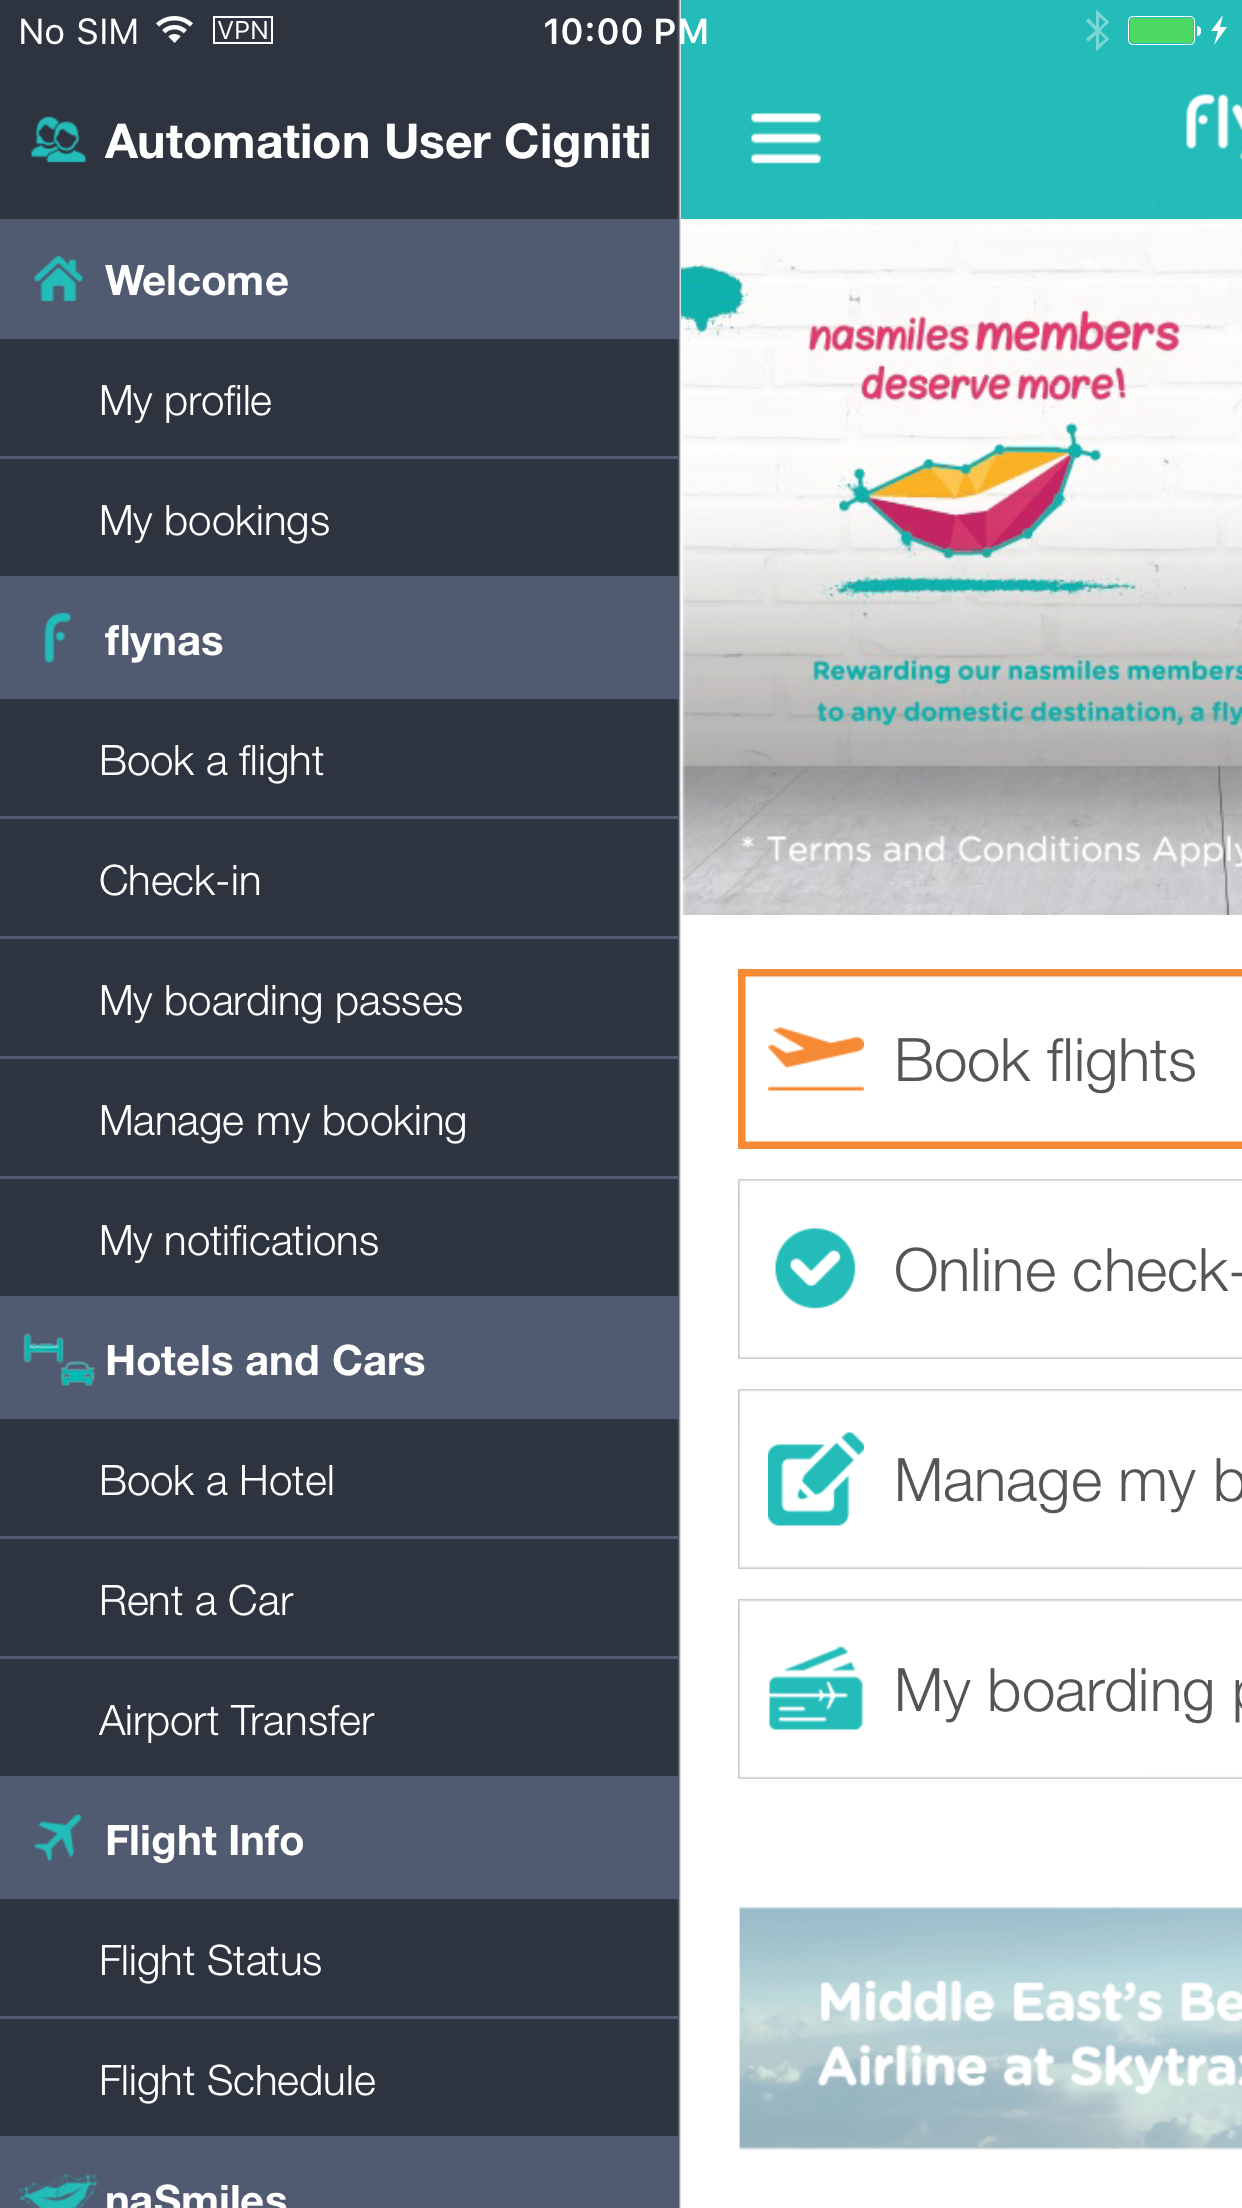 No SIM VPN 10:00 PM
Automation User Cigniti
Welcome
My profile
My bookings
flynas
Book a flight
Check-in
My boarding passes
Manage my booking
My notifications
Hotels and Cars
Book a Hotel
Rent a Car
Airport Transfer
Flight Info
Flight Status
Flight Schedule
naSmiles
fly
nasmiles members
deserve more!
Rewarding our nasmiles members
to any domestic destination, a fly
* Terms and Conditions Apply
Book flights
Online check-
Manage my b
My boarding p
Middle East's Be
Airline at Skytrax